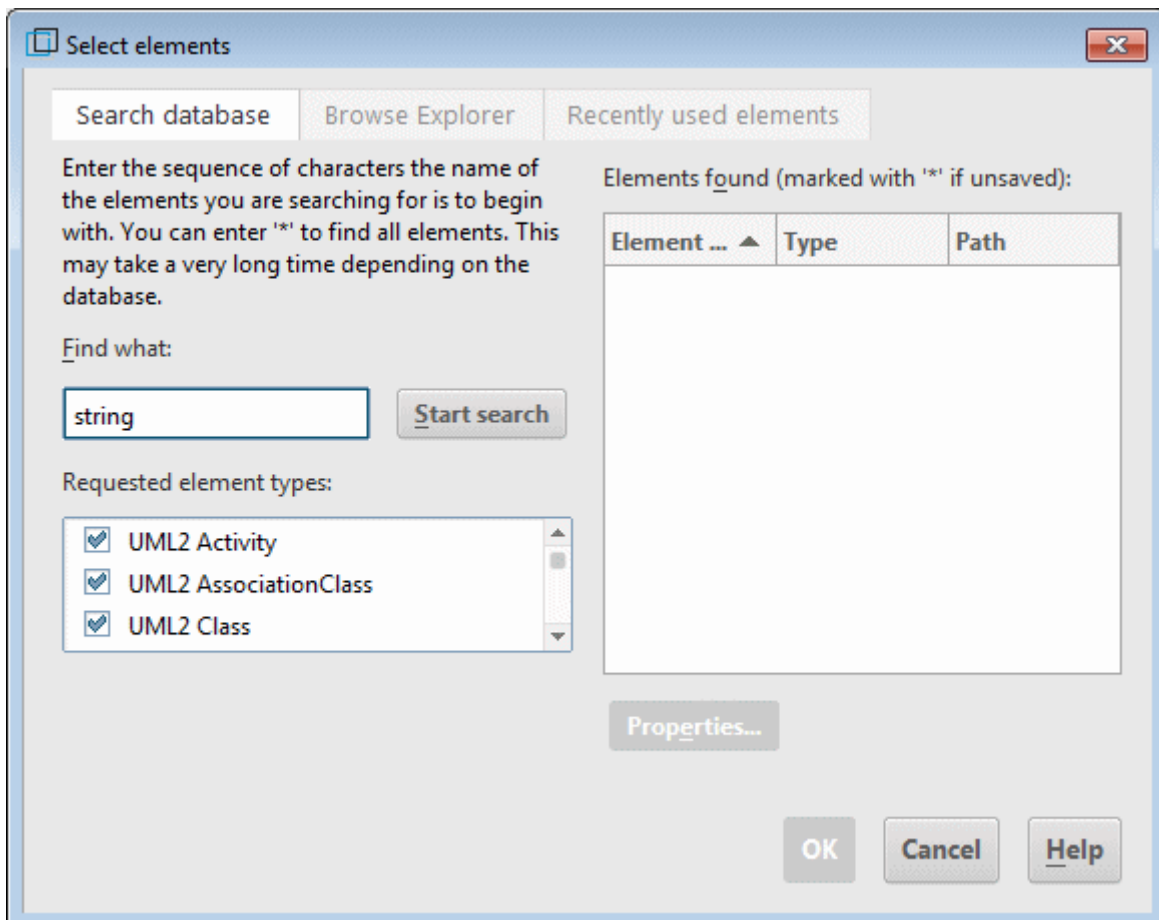 Select elements
Search database
Browse Explorer
Recently used elements
Enter the sequence of characters the name of
the elements you are searching for is to begin
with. You can enter '*' to find all elements. This
may take a very long time depending on the
database.
Find what:
string
Start search
Requested element types:
UML2 Activity
UML2 AssociationClass
UML2 Class
Elements found (marked with '*' if unsaved):
Element ...
Type
Path
Properties...
OK
Cancel
Help